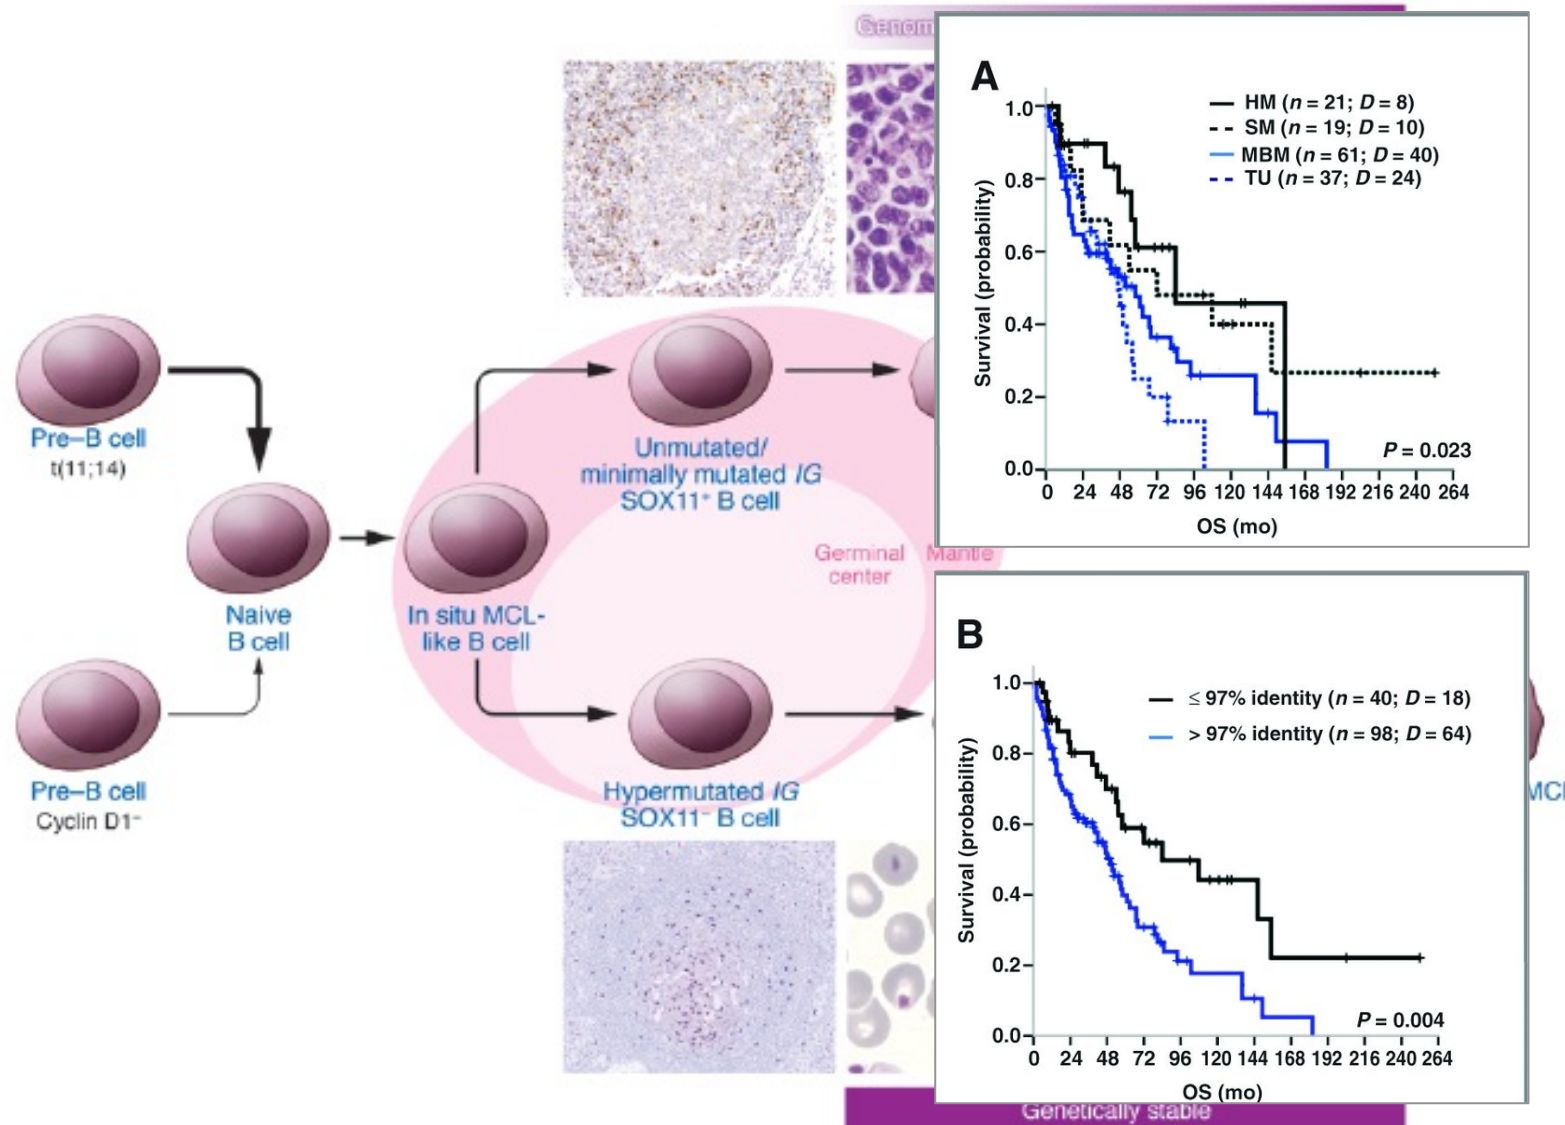 Genom
Pre–B cell
t(11;14)
Naive
B cell
Pre–B cell
Cyclin D1⁻
In situ MCL-
like B cell
Unmutated/
minimally mutated IG
SOX11⁺ B cell
Germinal
center
Mantle
Hypermutated IG
SOX11⁻ B cell
Genetically stable
MCL
A
HM (n = 21; D = 8)
SM (n = 19; D = 10)
MBM (n = 61; D = 40)
TU (n = 37; D = 24)
Survival (probability)
1.0
0.8
0.6
0.4
0.2
0.0
P = 0.023
0 24 48 72 96 120 144 168 192 216 240 264
OS (mo)
B
≤ 97% identity (n = 40; D = 18)
> 97% identity (n = 98; D = 64)
Survival (probability)
1.0
0.8
0.6
0.4
0.2
0.0
P = 0.004
0 24 48 72 96 120 144 168 192 216 240 264
OS (mo)